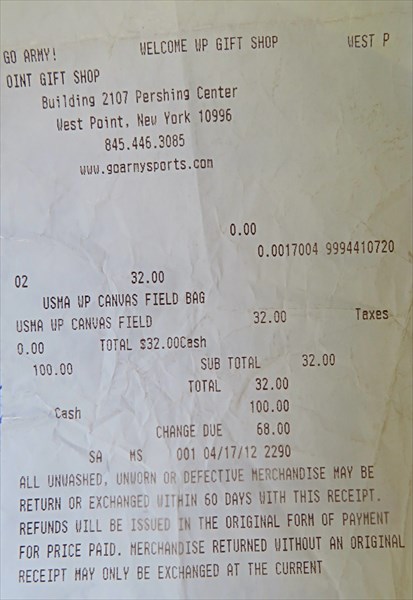 GO ARMY! WELCOME WP GIFT SHOP WEST P
OINT GIFT SHOP
Building 2107 Pershing Center
West Point, New York 10996
845.446.3085
www.goarmysports.com
0.00
0.0017004 9994410720
02 32.00
USMA WP CANVAS FIELD BAG
USMA WP CANVAS FIELD 32.00 Taxes
0.00 TOTAL $32.00Cash
100.00 SUB TOTAL 32.00
TOTAL 32.00
Cash 100.00
CHANGE DUE 68.00
SA MS 001 04/17/12 2290
ALL UNWASHED, UNWORN OR DEFECTIVE MERCHANDISE MAY BE
RETURN OR EXCHANGED WITHIN 60 DAYS WITH THIS RECEIPT.
REFUNDS WILL BE ISSUED IN THE ORIGINAL FORM OF PAYMENT
FOR PRICE PAID. MERCHANDISE RETURNED WITHOUT AN ORIGINAL
RECEIPT MAY ONLY BE EXCHANGED AT THE CURRENT